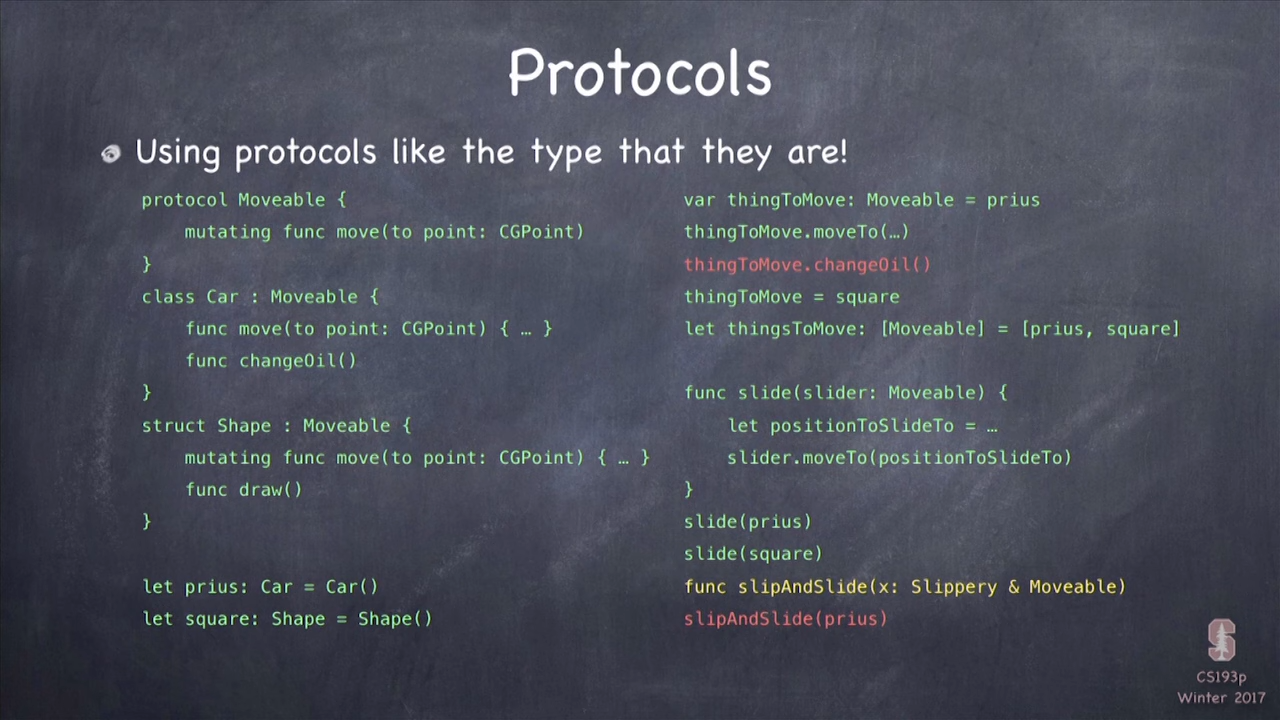 Protocols
Using protocols like the type that they are!
protocol Moveable {
    mutating func move(to point: CGPoint)
}
class Car : Moveable {
    func move(to point: CGPoint) { … }
    func changeOil()
}
struct Shape : Moveable {
    mutating func move(to point: CGPoint) { … }
    func draw()
}
let prius: Car = Car()
let square: Shape = Shape()
var thingToMove: Moveable = prius
thingToMove.moveTo(…)
thingToMove.changeOil()
thingToMove = square
let thingsToMove: [Moveable] = [prius, square]
func slide(slider: Moveable) {
    let positionToSlideTo = …
    slider.moveTo(positionToSlideTo)
}
slide(prius)
slide(square)
func slipAndSlide(x: Slippery & Moveable)
slipAndSlide(prius)
S
CS193p
Winter 2017